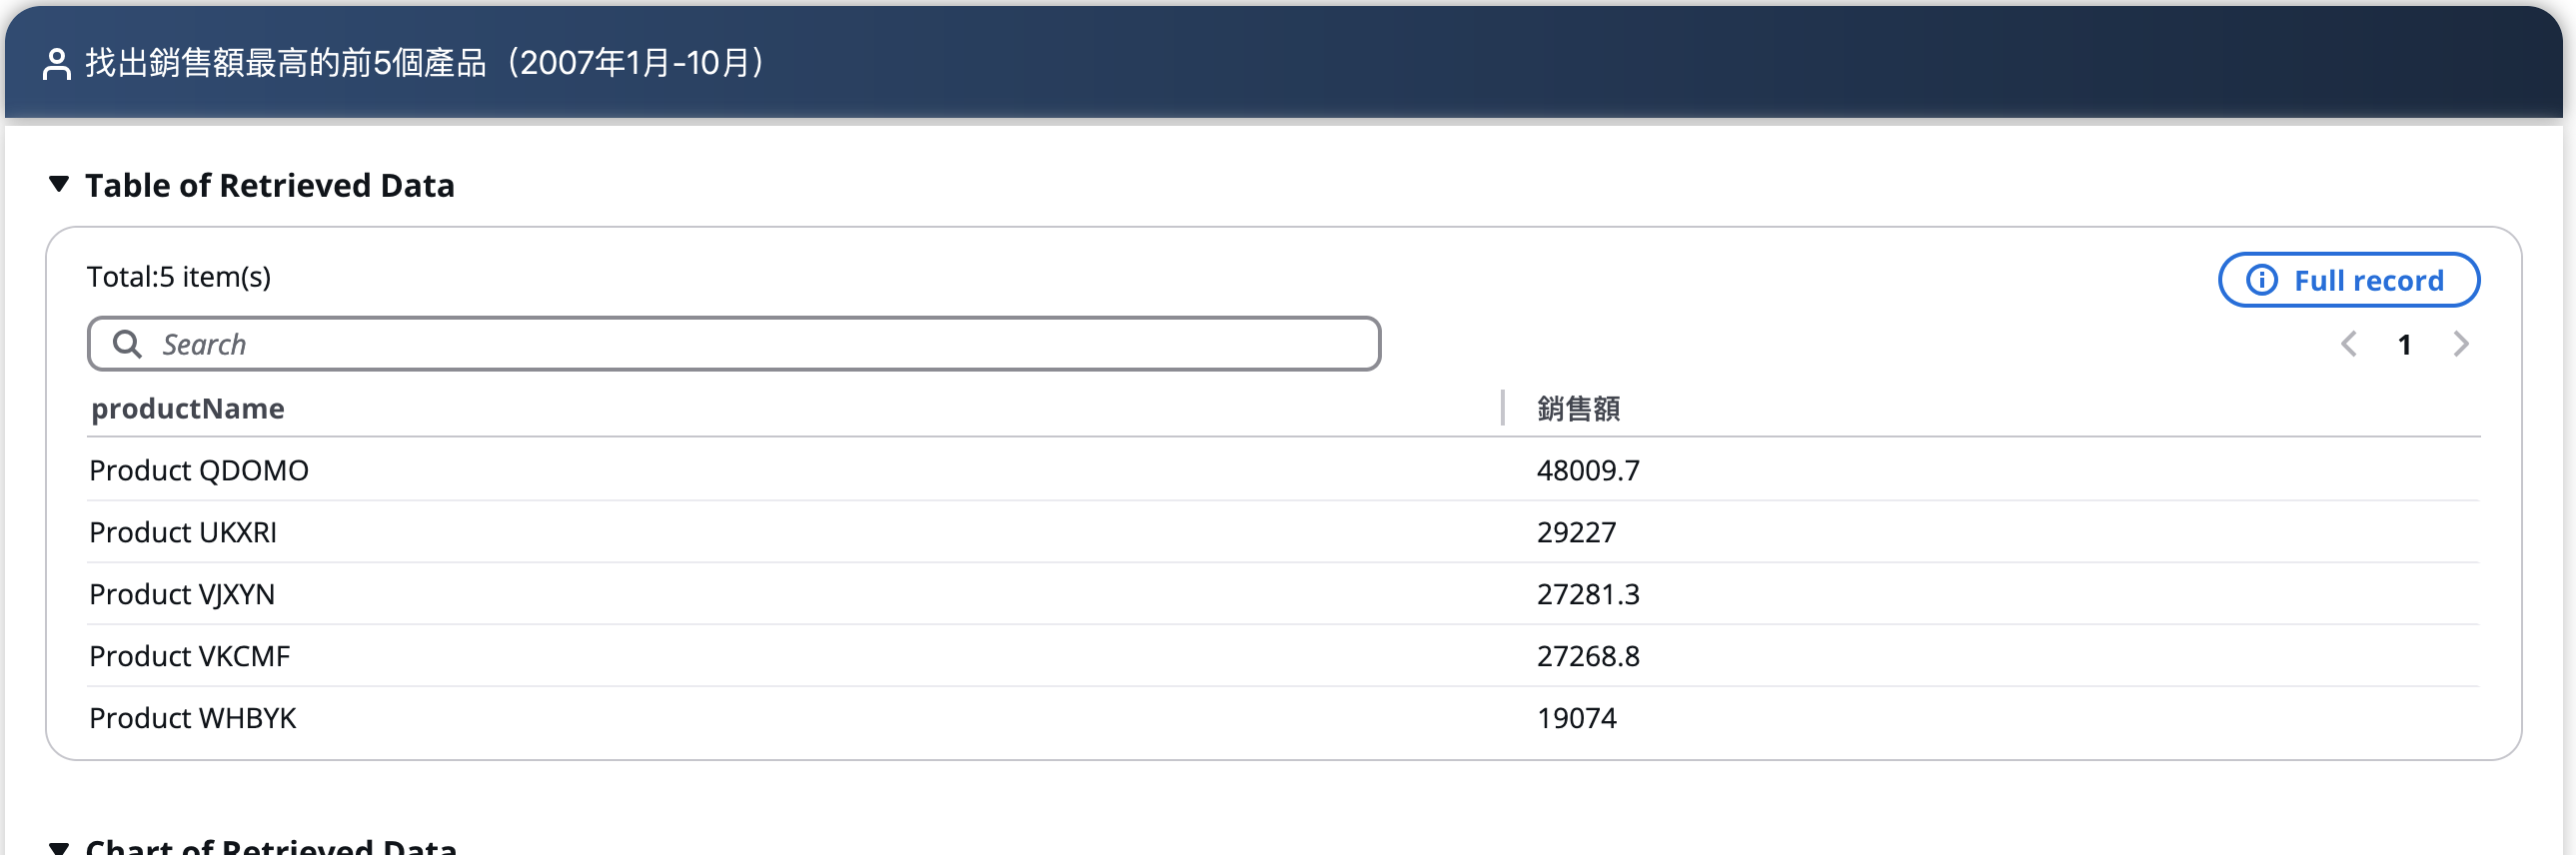 找出銷售額最高的前5個產品（2007年1月-10月）
Table of Retrieved Data
Total:5 item(s)
Full record
Search
1
productName 銷售額
Product QDOMO 48009.7
Product UKXRI 29227
Product VJXYN 27281.3
Product VKCMF 27268.8
Product WHBYK 19074
Chart of Retrieved Data